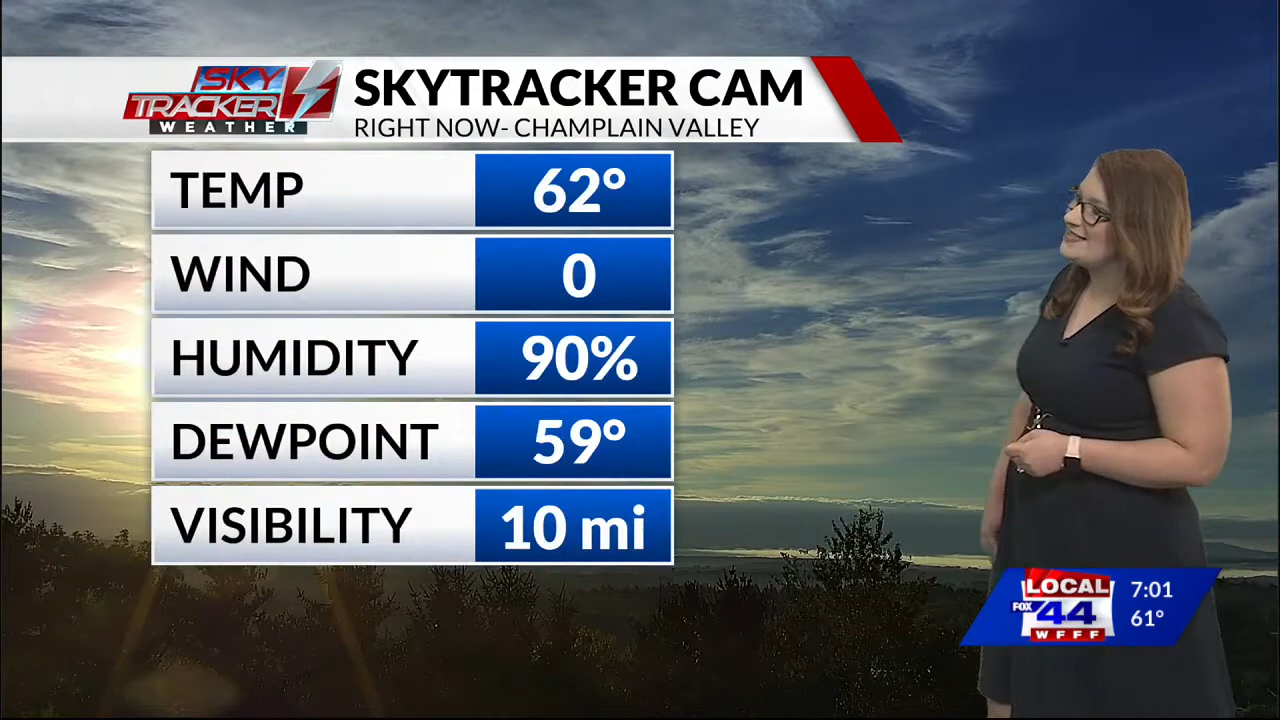 SKY
TRACKER
WEATHER
SKYTRACKER CAM
RIGHT NOW- CHAMPLAIN VALLEY
TEMP 62°
WIND 0
HUMIDITY 90%
DEWPOINT 59°
VISIBILITY 10 mi
LOCAL
FOX 44
WFFF
7:01
61°